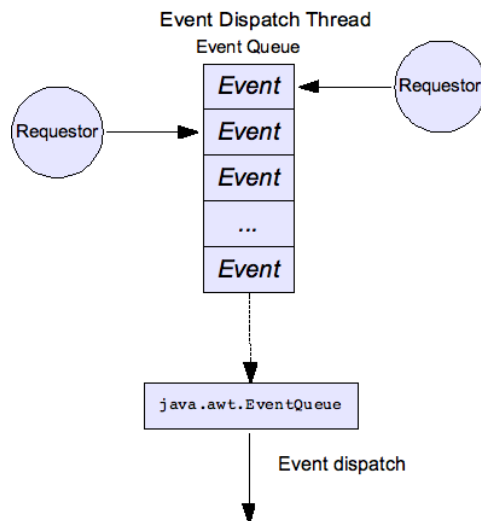 Event Dispatch Thread
Event Queue
Event
Requestor
Requestor
Event
Event
...
Event
java.awt.EventQueue
Event dispatch